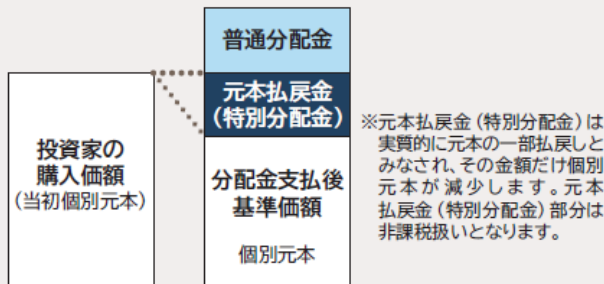 普通分配金
元本払戻金
(特別分配金)
投資家の
購入価額
(当初個別元本)
分配金支払後
基準価額
個別元本
※元本払戻金(特別分配金)は
実質的に元本の一部払戻しと
みなされ、その金額だけ個別
元本が減少します。元本
払戻金(特別分配金)部分は
非課税扱いとなります。